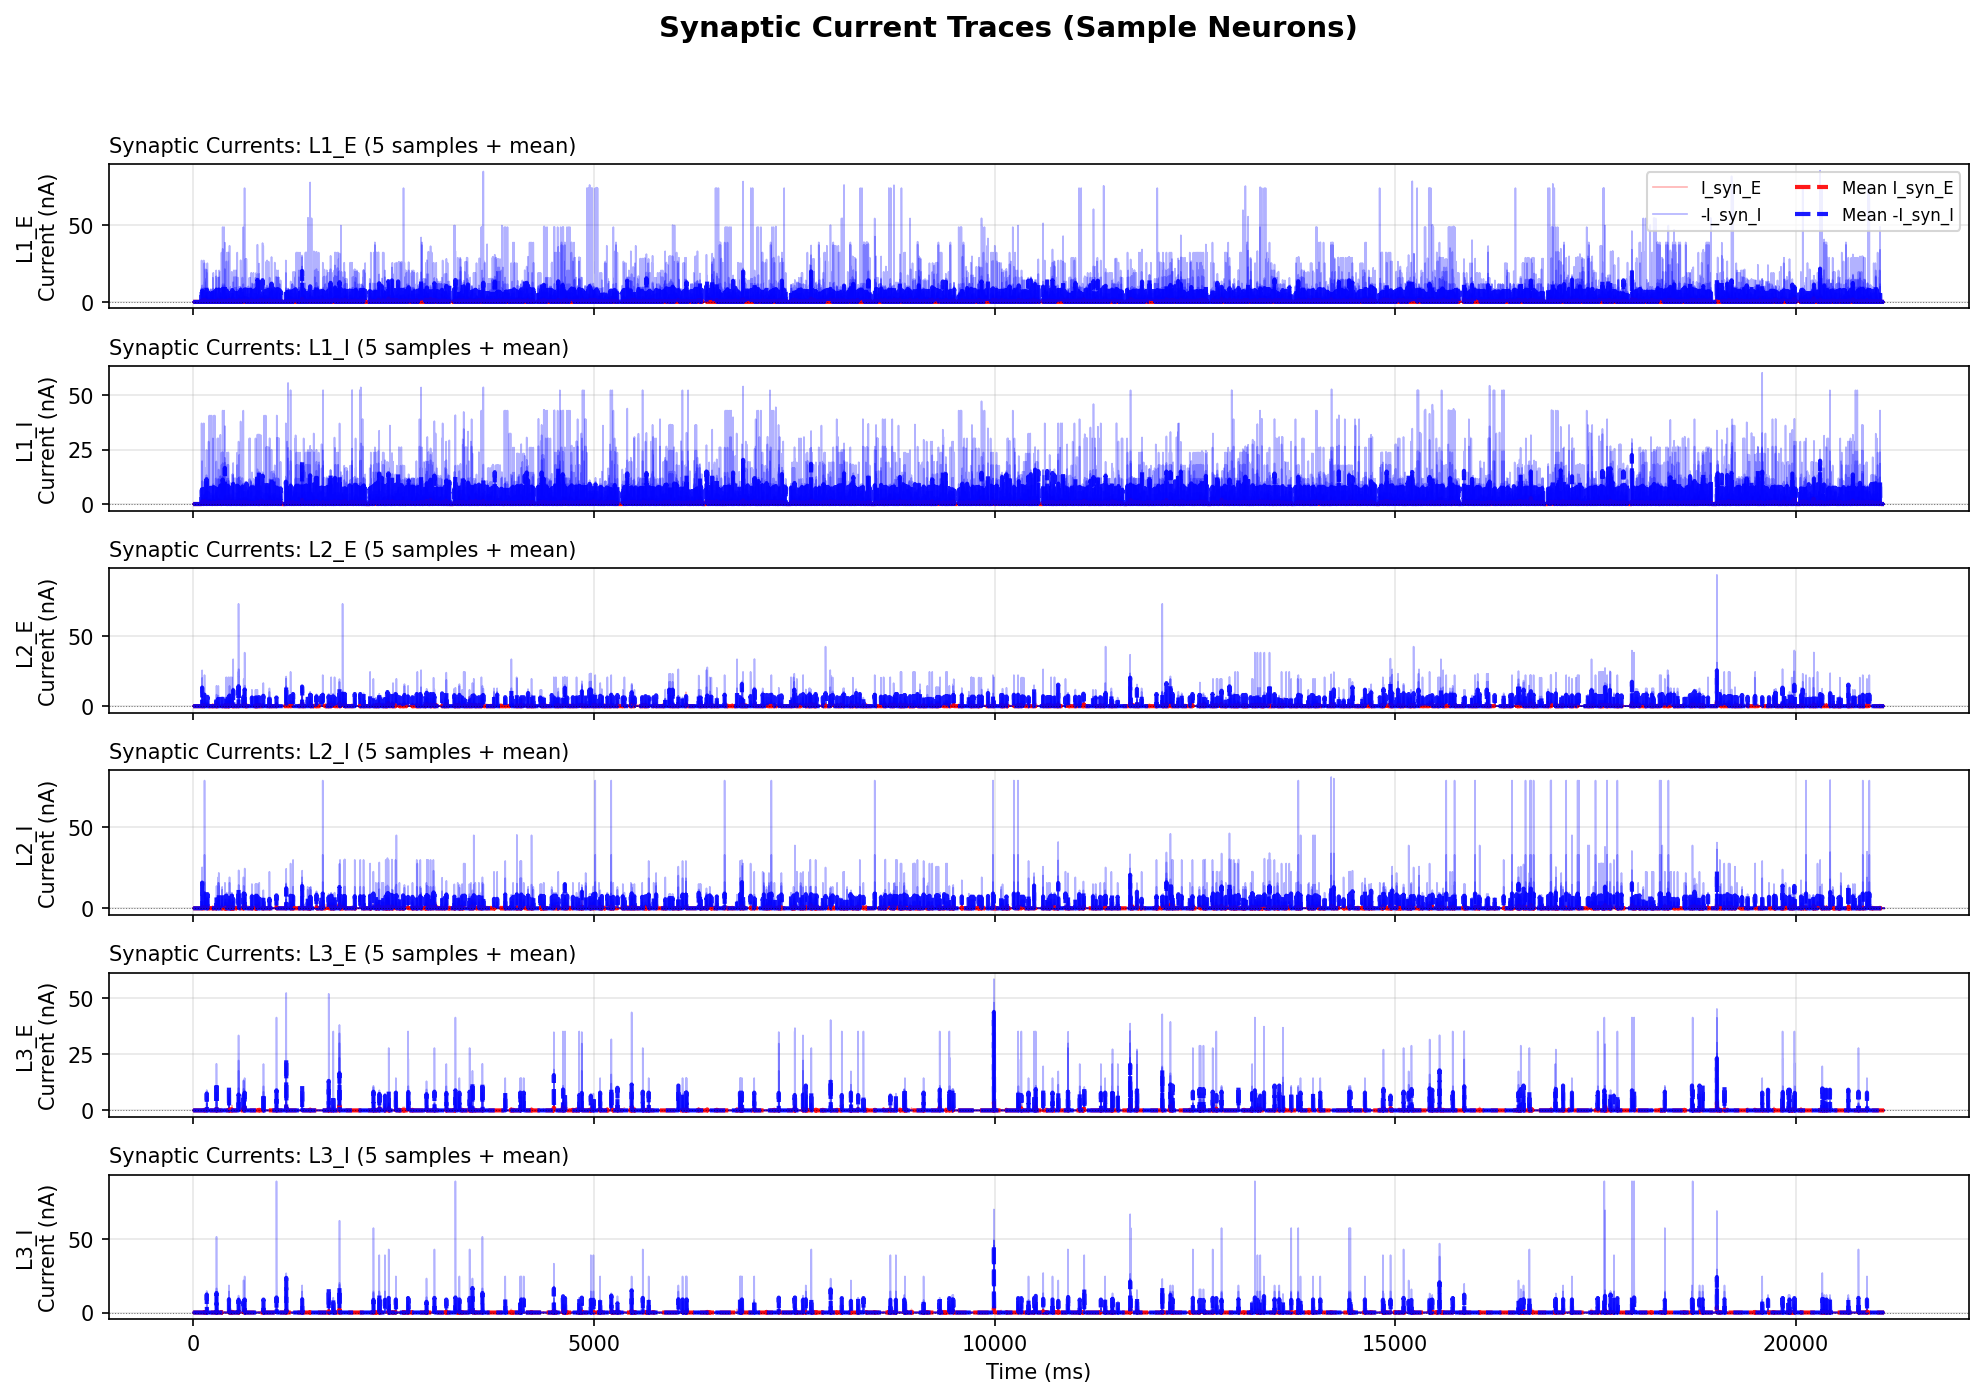 Synaptic Current Traces (Sample Neurons)
Synaptic Currents: L1_E (5 samples + mean)
L1_E
Current (nA)
50
0
I_syn_E
-I_syn_I
Mean I_syn_E
Mean -I_syn_I
Synaptic Currents: L1_I (5 samples + mean)
L1_I
Current (nA)
50
25
0
Synaptic Currents: L2_E (5 samples + mean)
L2_E
Current (nA)
50
0
Synaptic Currents: L2_I (5 samples + mean)
L2_I
Current (nA)
50
0
Synaptic Currents: L3_E (5 samples + mean)
L3_E
Current (nA)
50
25
0
Synaptic Currents: L3_I (5 samples + mean)
L3_I
Current (nA)
50
0
0 5000 10000 15000 20000
Time (ms)